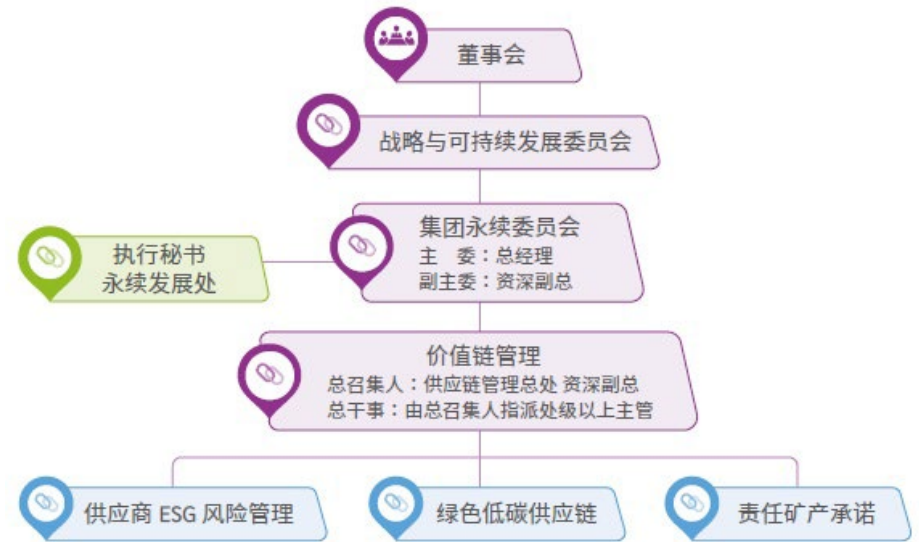 董事会
战略与可持续发展委员会
集团永续委员会
主　委：总经理
副主委：资深副总
执行秘书
永续发展处
价值链管理
总召集人：供应链管理总处 资深副总
总干事：由总召集人指派处级以上主管
供应商 ESG 风险管理
绿色低碳供应链
责任矿产承诺